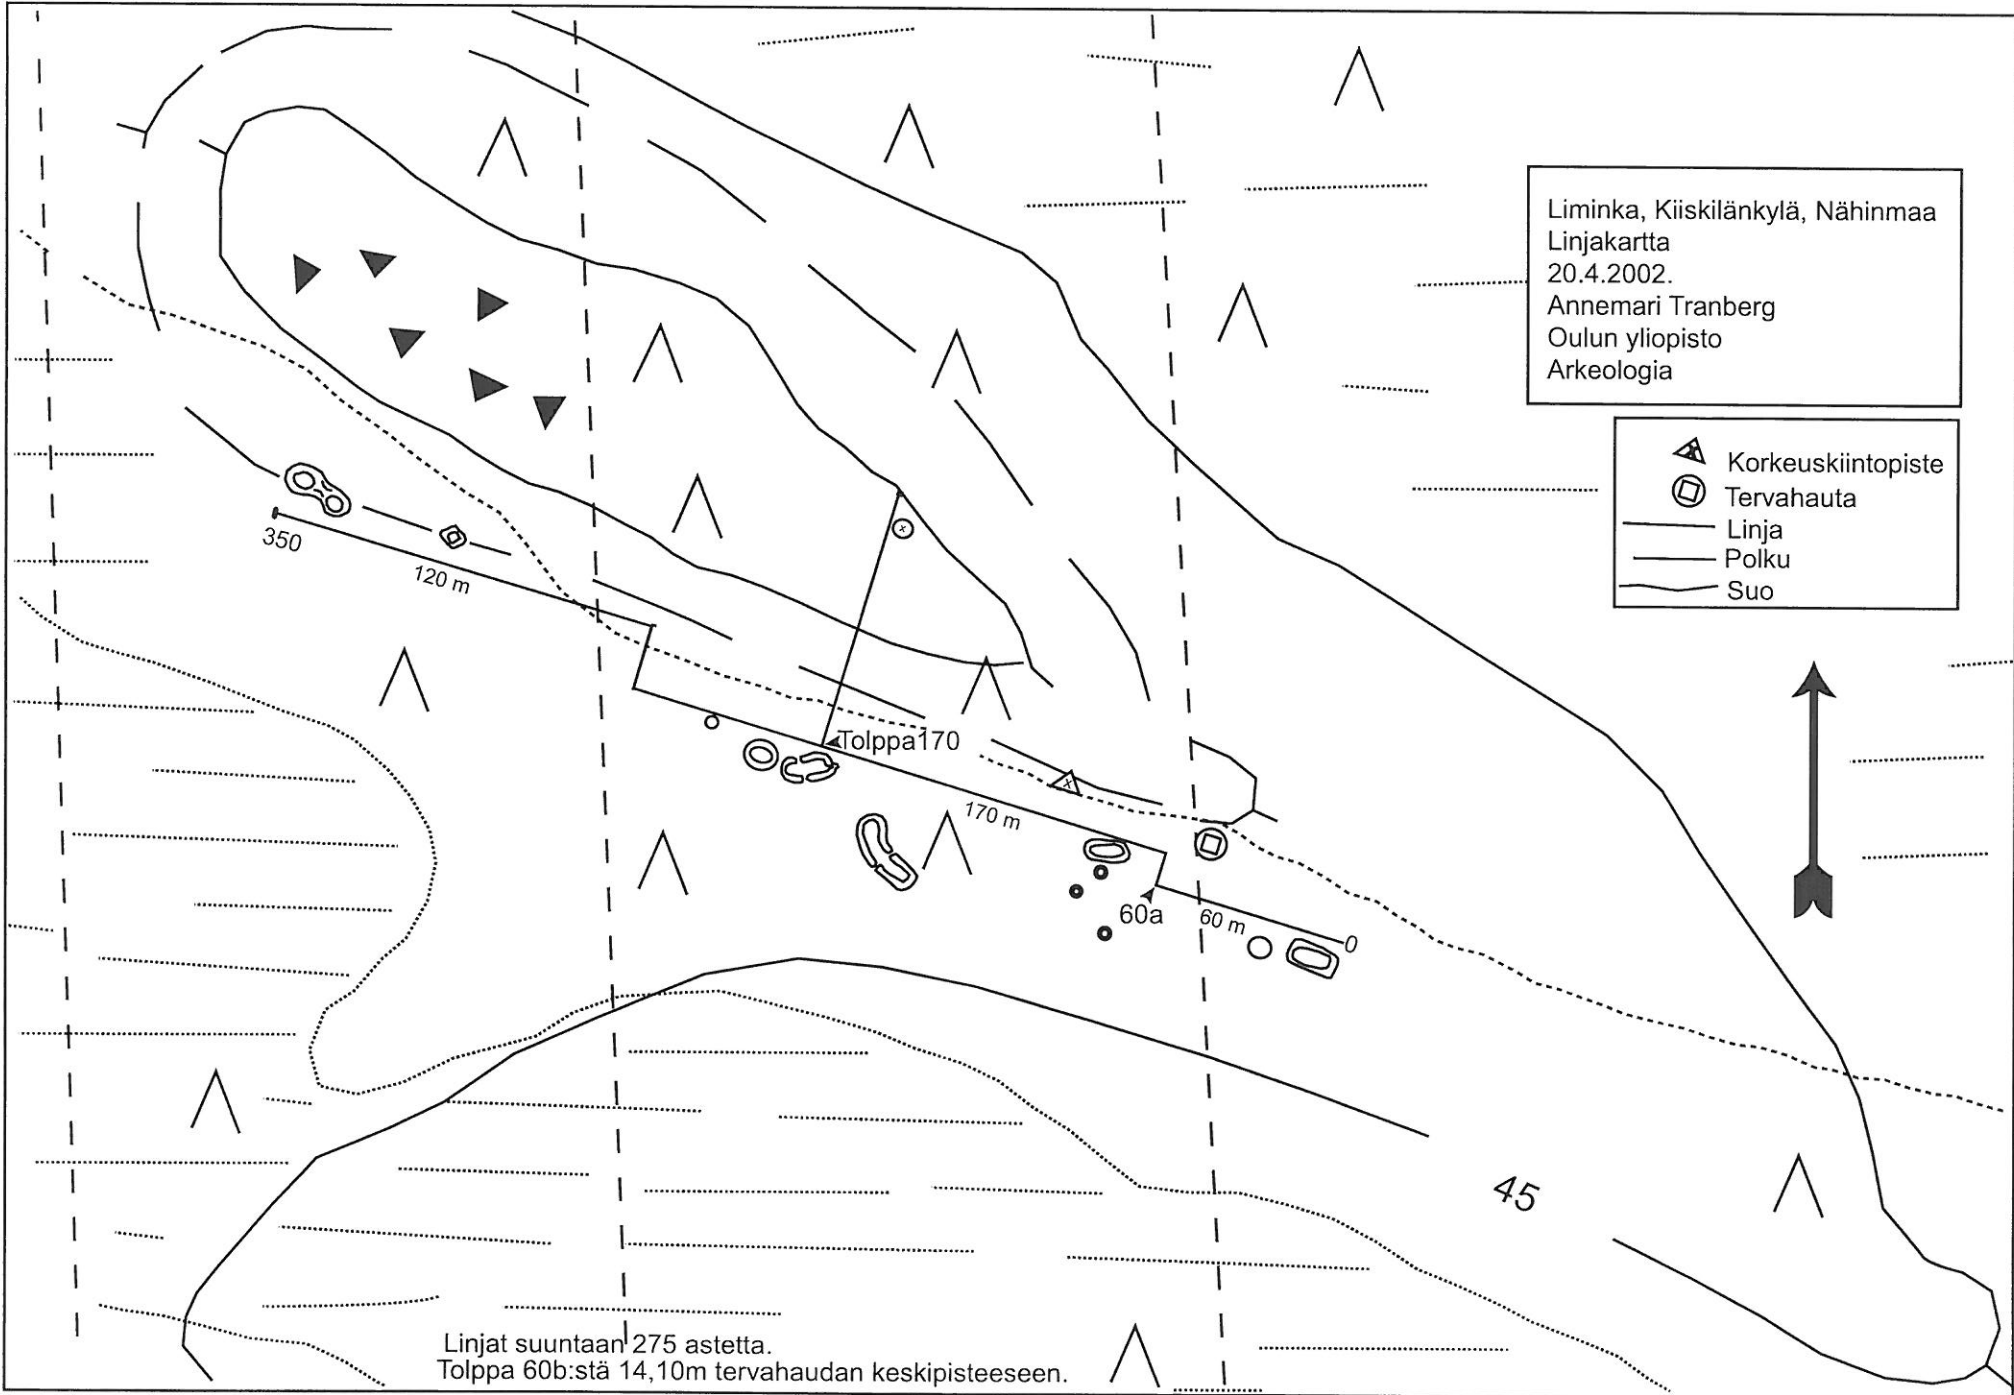 Liminka, Kiiskilänkylä, Nähinmaa
Linjakartta
20.4.2002.
Annemari Tranberg
Oulun yliopisto
Arkeologia
Korkeuskiintopiste
Tervahauta
Linja
Polku
Suo
350
120 m
Tolppa170
170 m
60a
60 m
0
45
Linjat suuntaan 275 astetta.
Tolppa 60b:stä 14,10m tervahaudan keskipisteeseen.